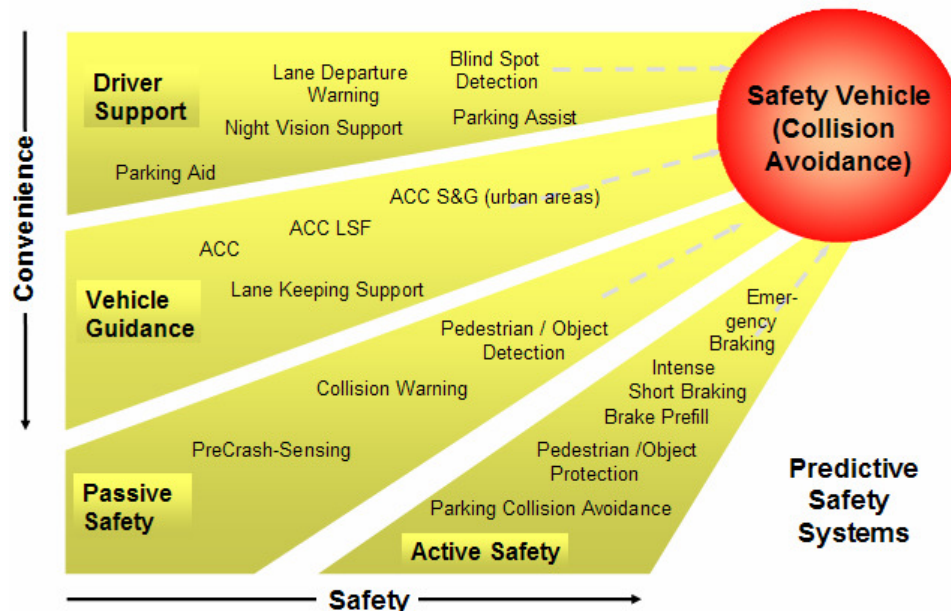 Driver
Support
Lane Departure
Warning
Blind Spot
Detection
Night Vision Support
Parking Assist
Parking Aid
Safety Vehicle
(Collision
Avoidance)
Convenience
ACC S&G (urban areas)
ACC LSF
ACC
Lane Keeping Support
Vehicle
Guidance
Pedestrian / Object
Detection
Collision Warning
PreCrash-Sensing
Passive
Safety
Emer-
gency
Braking
Intense
Short Braking
Brake Prefill
Pedestrian /Object
Protection
Parking Collision Avoidance
Active Safety
Predictive
Safety
Systems
Safety